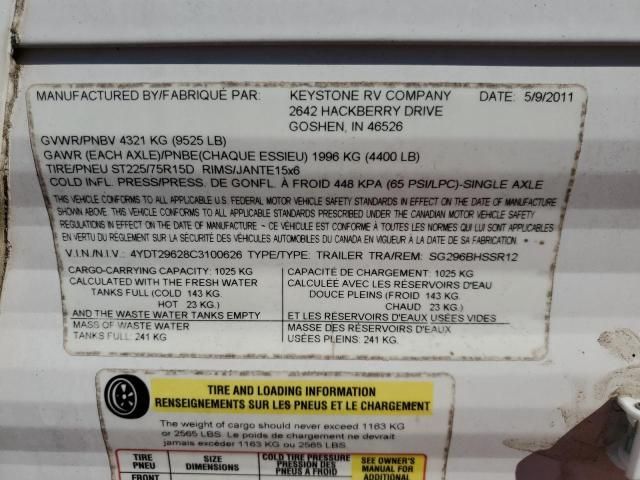 MANUFACTURED BY/FABRIQUÉ PAR: KEYSTONE RV COMPANY DATE: 5/9/2011
2642 HACKBERRY DRIVE
GOSHEN, IN 46526
GVWR/PNBV 4321 KG (9525 LB)
GAWR (EACH AXLE)/PNBE(CHAQUE ESSIEU) 1996 KG (4400 LB)
TIRE/PNEU ST225/75R15D RIMS/JANTE15x6
COLD INFL. PRESS/PRESS. DE GONFL. À FROID 448 KPA (65 PSI/LPC)-SINGLE AXLE
THIS VEHICLE CONFORMS TO ALL APPLICABLE U.S. FEDERAL MOTOR VEHICLE SAFETY STANDARDS IN EFFECT ON THE DATE OF
MANUFACTURE SHOWN ABOVE. / THIS VEHICLE CONFORMS TO ALL APPLICABLE STANDARDS PRESCRIBED UNDER THE CANADIAN MOTOR VEHICLE SAFETY
REGULATIONS IN EFFECT ON THE DATE OF MANUFACTURE. / CE VÉHICULE EST CONFORME À TOUTES LES NORMES QUI LUI SONT APPLICABLES
EN VERTU DU RÈGLEMENT SUR LA SÉCURITÉ DES VÉHICULES AUTOMOBILES DU CANADA EN VIGUEUR À LA DATE DE SA FABRICATION.
V.I.N./N.I.V.: 4YDT29628C3100626 TYPE/TYPE: TRAILER TRA/REM: SG296BHSSR12
CARGO-CARRYING CAPACITY: 1025 KG
CALCULATED WITH THE FRESH WATER
TANKS FULL (COLD 143 KG.
HOT 23 KG.)
AND THE WASTE WATER TANKS EMPTY
MASS OF WASTE WATER
TANKS FULL: 241 KG
CAPACITÉ DE CHARGEMENT: 1025 KG
CALCULÉE AVEC LES RÉSERVOIRS D'EAU
DOUCE PLEINS (FROID 143 KG.
CHAUD 23 KG.)
ET LES RÉSERVOIRS D'EAUX USÉES VIDES
MASSE DES RÉSERVOIRS D'EAUX
USÉES PLEINS: 241 KG.
TIRE AND LOADING INFORMATION
RENSEIGNEMENTS SUR LES PNEUS ET LE CHARGEMENT
The weight of cargo should never exceed 1163 KG
or 2565 LBS. Le poids de chargement ne devrait
jamais excéder 1163 KG ou 2565 LBS.
TIRE
PNEU
SIZE
DIMENSIONS
COLD TIRE PRESSURE
PRESSION DES
PNEUS A FROID
SEE OWNER'S
MANUAL FOR
ADDITIONAL
FRONT